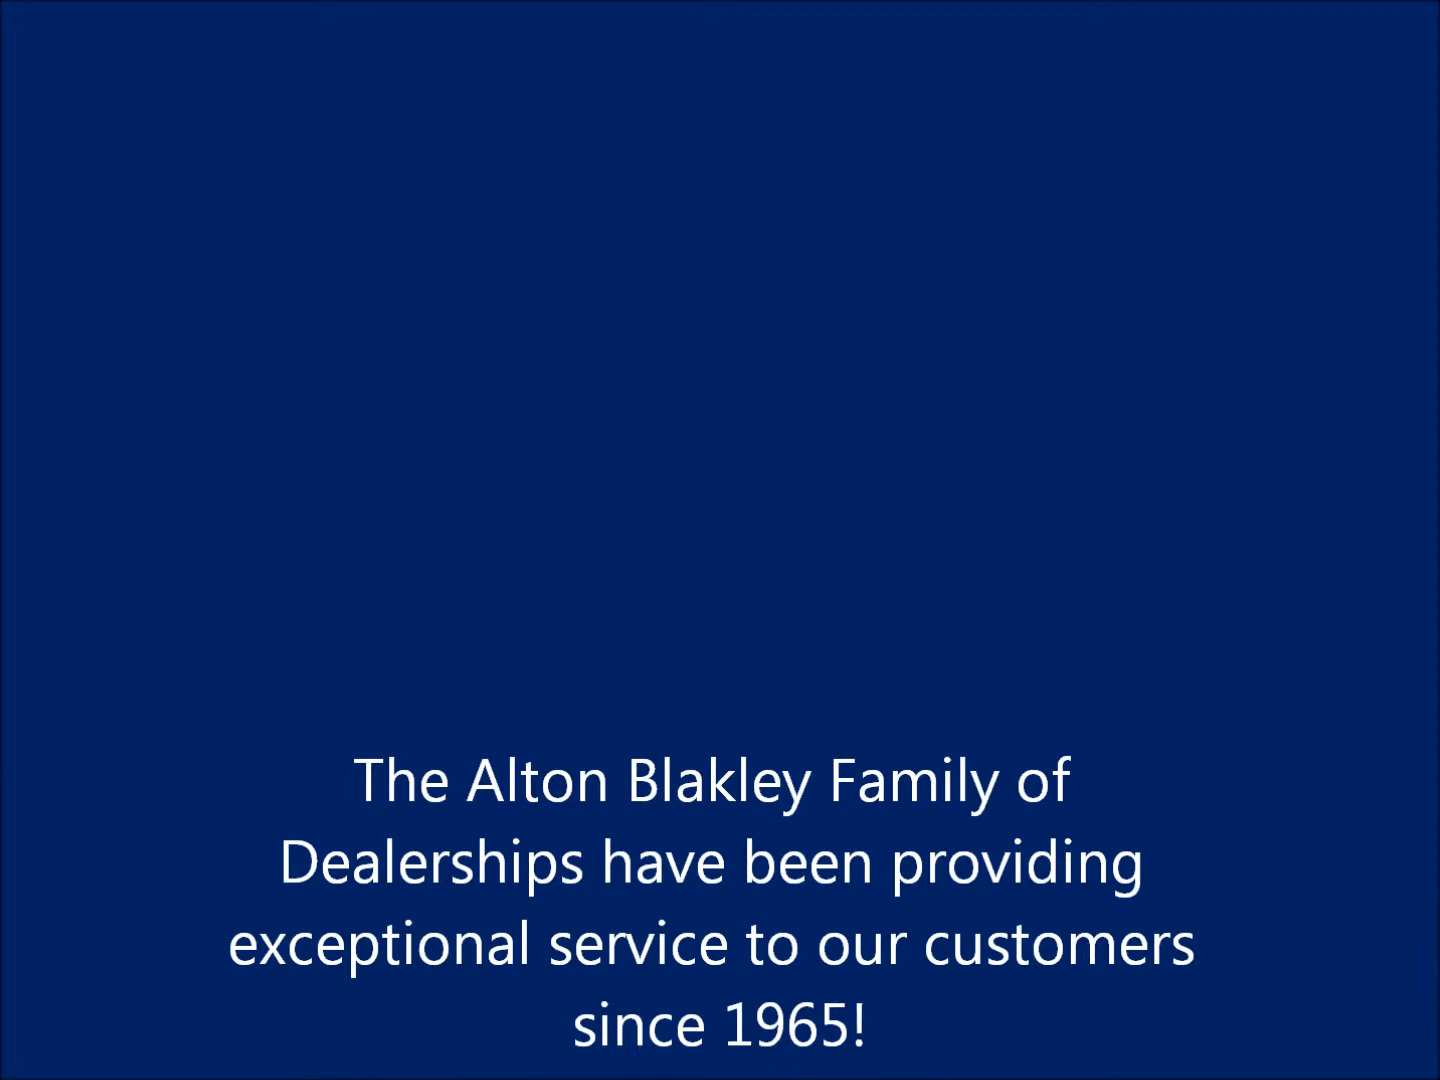 The Alton Blakley Family of
Dealerships have been providing
exceptional service to our customers
since 1965!